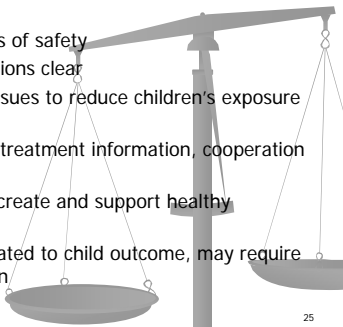 s of safety
ions clear
sues to reduce children's exposure
treatment information, cooperation
create and support healthy
ated to child outcome, may require
n
25